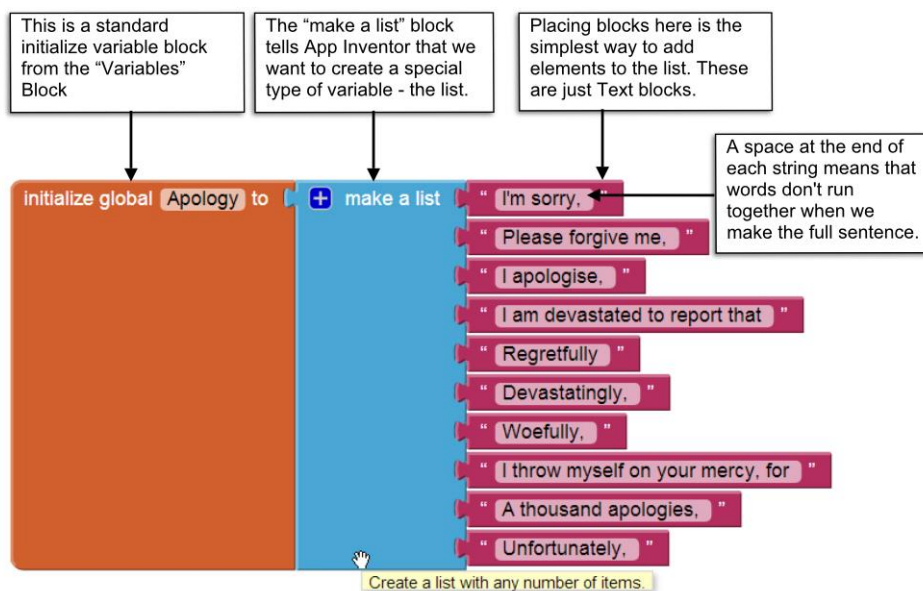 This is a standard
initialize variable block
from the “Variables”
Block
The “make a list” block
tells App Inventor that we
want to create a special
type of variable - the list.
Placing blocks here is the
simplest way to add
elements to the list. These
are just Text blocks.
A space at the end of
each string means that
words don't run
together when we
make the full sentence.
initialize global Apology to make a list “ I'm sorry, ”
“ Please forgive me, ”
“ I apologise, ”
“ I am devastated to report that ”
“ Regretfully ”
“ Devastatingly, ”
“ Woefully, ”
“ I throw myself on your mercy, for ”
“ A thousand apologies, ”
“ Unfortunately, ”
Create a list with any number of items.